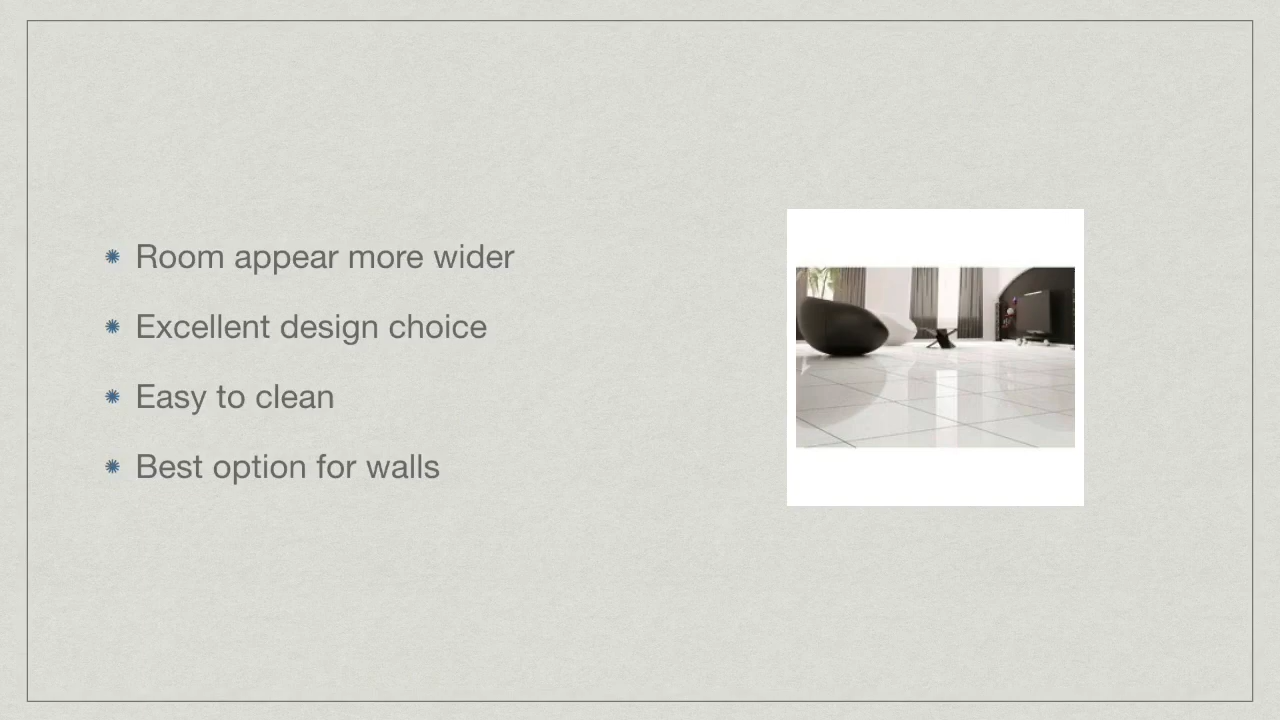 Room appear more wider
Excellent design choice
Easy to clean
Best option for walls